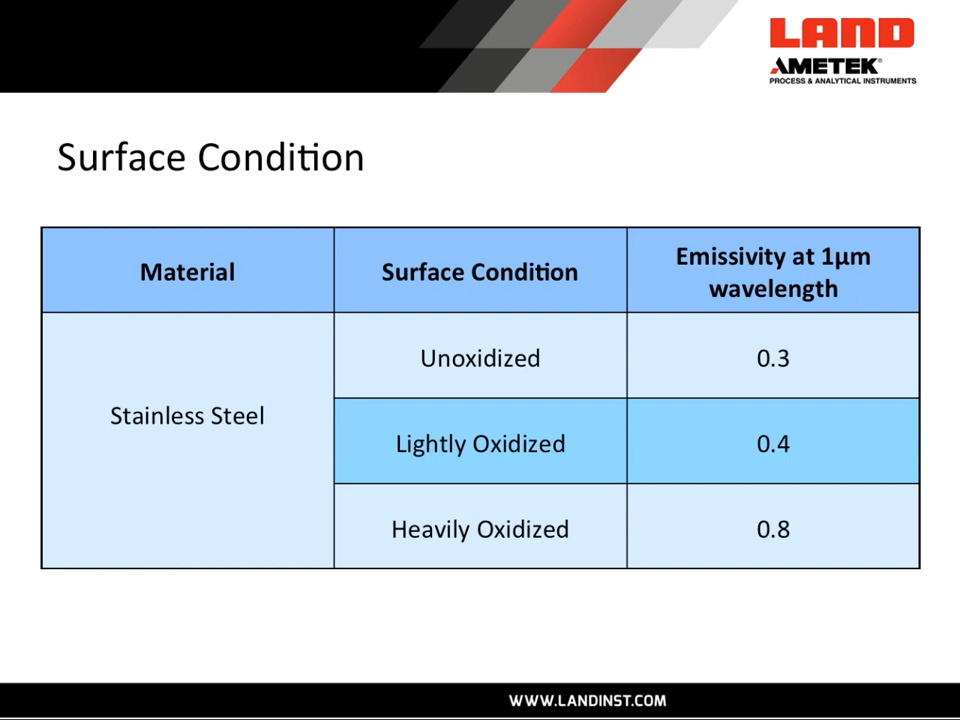 LAND
AMETEK®
PROCESS & ANALYTICAL INSTRUMENTS
Surface Condition
Material
Surface Condition
Emissivity at 1µm
wavelength
Stainless Steel
Unoxidized
0.3
Lightly Oxidized
0.4
Heavily Oxidized
0.8
WWW.LANDINST.COM